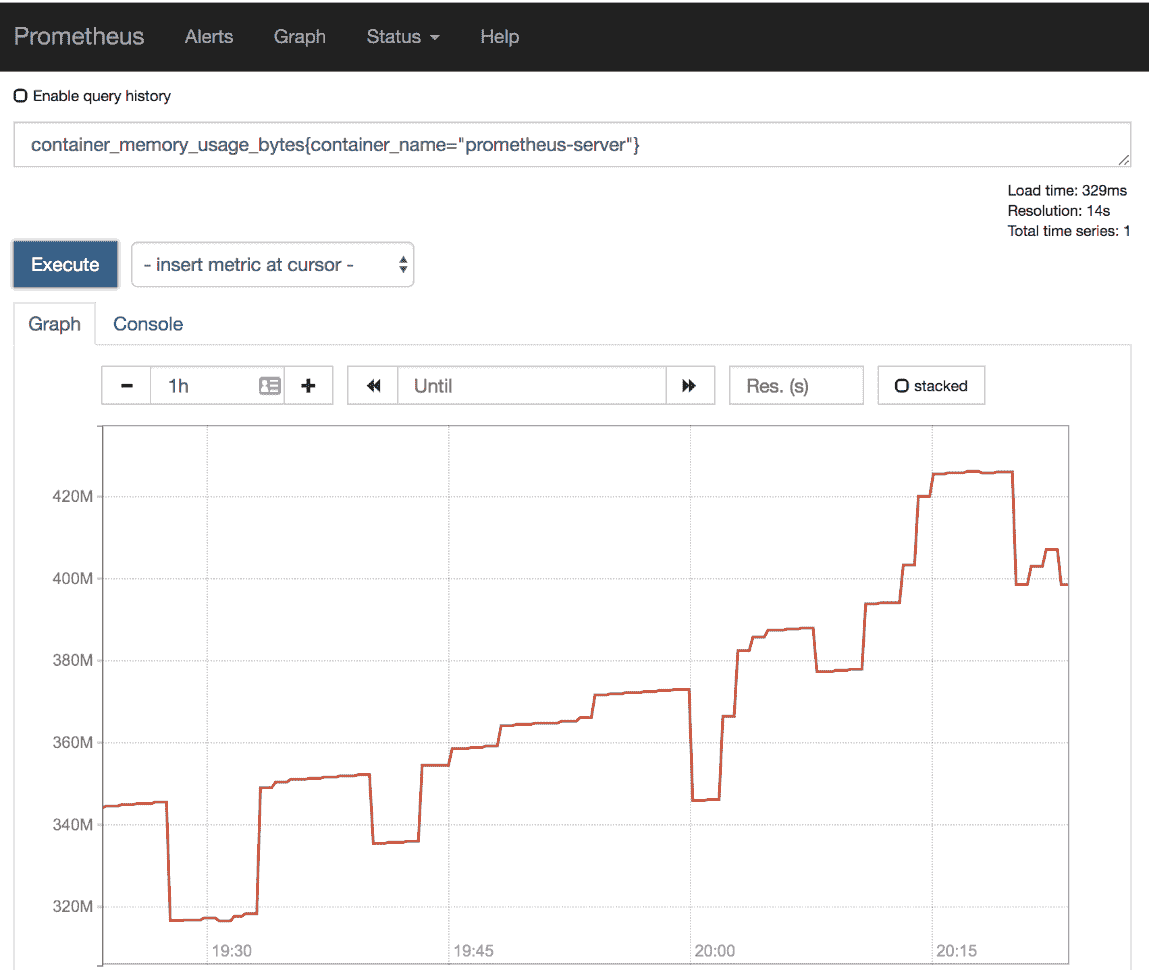 Prometheus Alerts Graph Status Help
Enable query history
container_memory_usage_bytes{container_name="prometheus-server"}
Load time: 329ms
Resolution: 14s
Total time series: 1
Execute - insert metric at cursor -
Graph Console
- 1h + Until Res. (s) stacked
420M
400M
380M
360M
340M
320M
19:30 19:45 20:00 20:15